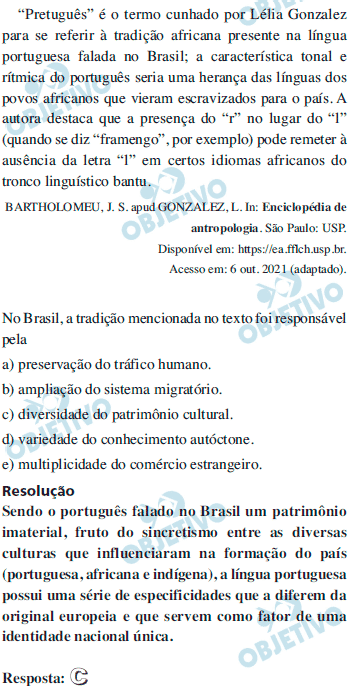 “Pretuguês” é o termo cunhado por Lélia Gonzalez
para se referir à tradição africana presente na língua
portuguesa falada no Brasil; a característica tonal e
rítmica do português seria uma herança das línguas dos
povos africanos que vieram escravizados para o país. A
autora destaca que a presença do “r” no lugar do “l”
(quando se diz “framengo”, por exemplo) pode remeter à
ausência da letra “l” em certos idiomas africanos do
tronco linguístico bantu.
BARTHOLOMEU, J. S. apud GONZALEZ, L. In: Enciclopédia de
antropologia. São Paulo: USP.
Disponível em: https://ea.fflch.usp.br.
Acesso em: 6 out. 2021 (adaptado).
No Brasil, a tradição mencionada no texto foi responsável
pela
a) preservação do tráfico humano.
b) ampliação do sistema migratório.
c) diversidade do patrimônio cultural.
d) variedade do conhecimento autóctone.
e) multiplicidade do comércio estrangeiro.
Resolução
Sendo o português falado no Brasil um patrimônio
imaterial, fruto do sincretismo entre as diversas
culturas que influenciaram na formação do país
(portuguesa, africana e indígena), a língua portuguesa
possui uma série de especificidades que a diferem da
original europeia e que servem como fator de uma
identidade nacional única.
Resposta: C
OBJETIVO
OBJETIVO
OBJETIVO
OBJETIVO
OBJETIVO
OBJETIVO
OBJETIVO
OBJETIVO